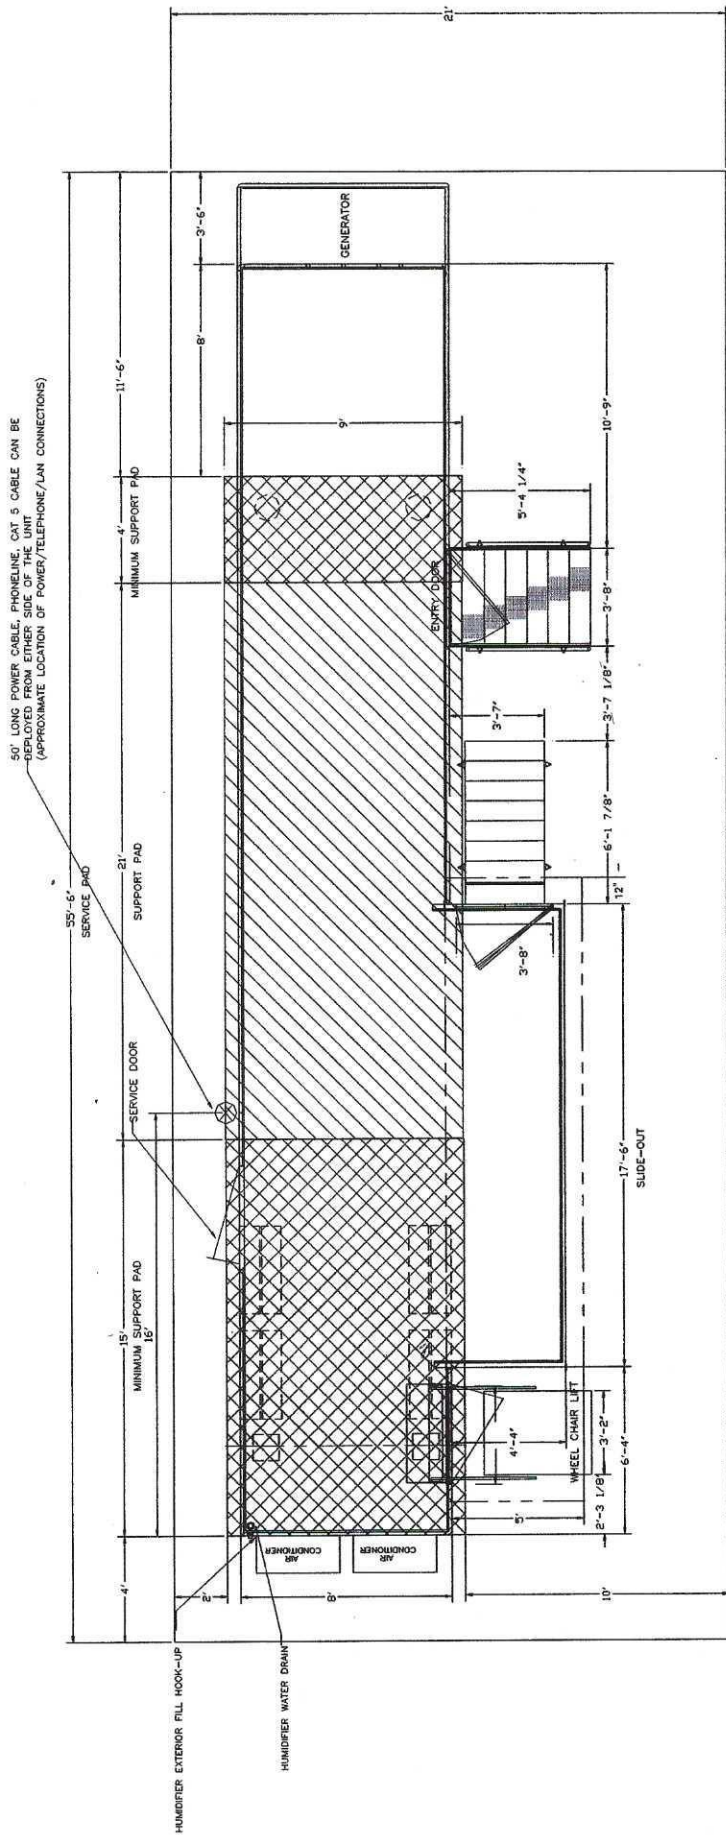 50' LONG POWER CABLE, PHONELINE, CAT 5 CABLE CAN BE
DEPLOYED FROM EITHER SIDE OF THE UNIT
(APPROXIMATE LOCATION OF POWER/TELEPHONE/LAN CONNECTIONS)
55'-6"
SERVICE PAD
4'
15'
MINIMUM SUPPORT PAD
16'
21'
SUPPORT PAD
4'
MINIMUM SUPPORT PAD
11'-6"
8'
3'-6"
21'
SERVICE DOOR
HUMIDIFIER EXTERIOR FILL HOOK-UP
HUMIDIFIER WATER DRAIN
2'
8'
10'
AIR
CONDITIONER
AIR
CONDITIONER
9'
GENERATOR
ENTRY DOOR
5'-4 1/4"
10'-9"
3'-8"
3'-7 1/8"
3'-7"
6'-1 7/8"
12"
3'-8"
17'-6"
SLIDE-OUT
4'-4"
3'-2"
WHEEL CHAIR LIFT
6'-4"
2'-3 1/8"
5'